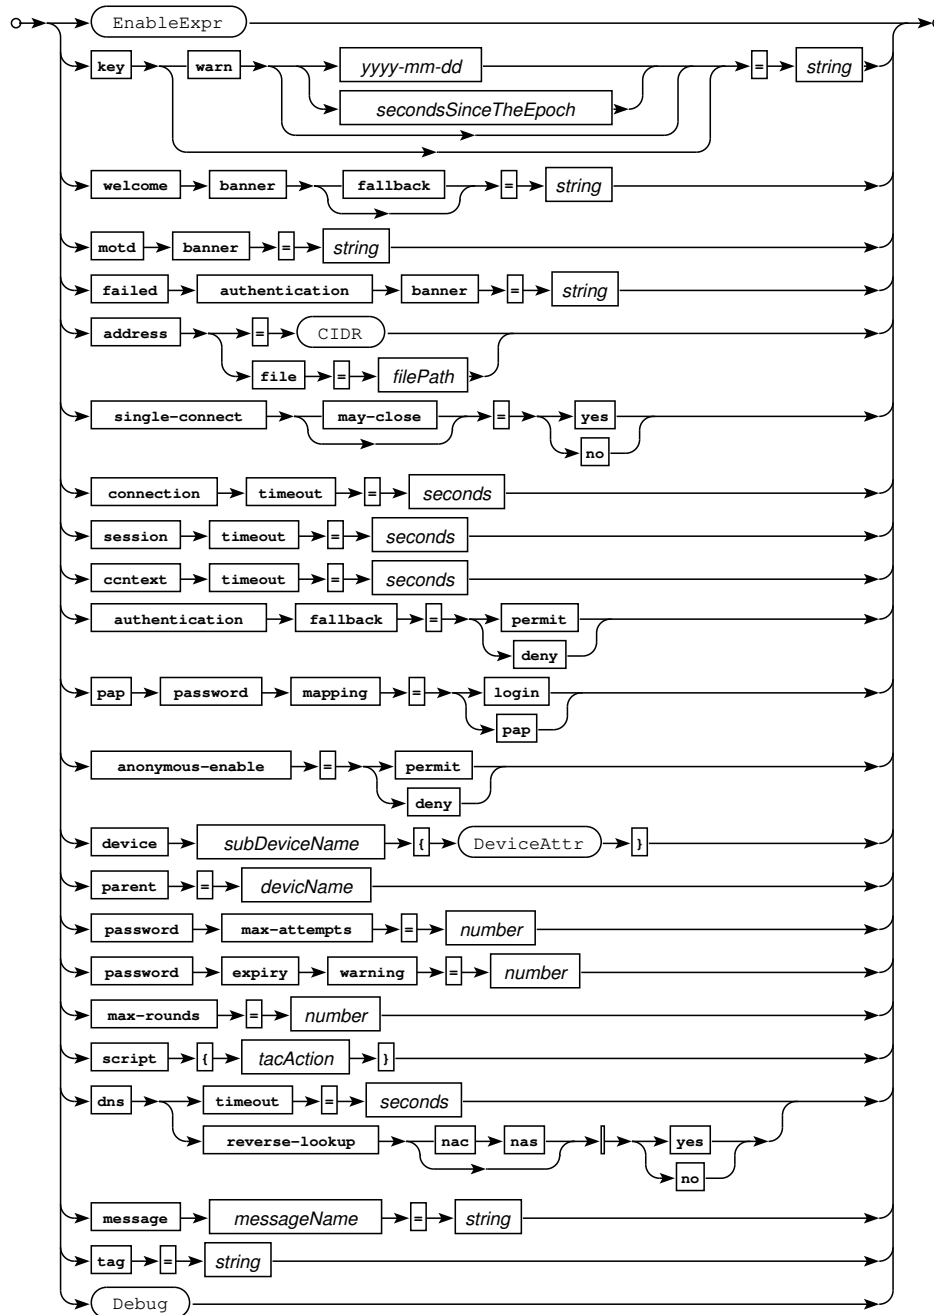 EnableExpr
key warn yyyy-mm-dd = string
secondsSinceTheEpoch
welcome banner fallback = string
motd banner = string
failed authentication banner = string
address = CIDR
file = filePath
single-connect may-close = yes
no
connection timeout = seconds
session timeout = seconds
ccntext timeout = seconds
authentication fallback = permit
deny
pap password mapping = login
pap
anonymous-enable = permit
deny
device subDeviceName { DeviceAttr }
parent = devicName
password max-attempts = number
password expiry warning = number
max-rounds = number
script { tacAction }
dns timeout = seconds
reverse-lookup nac nas yes
no
message messageName = string
tag = string
Debug